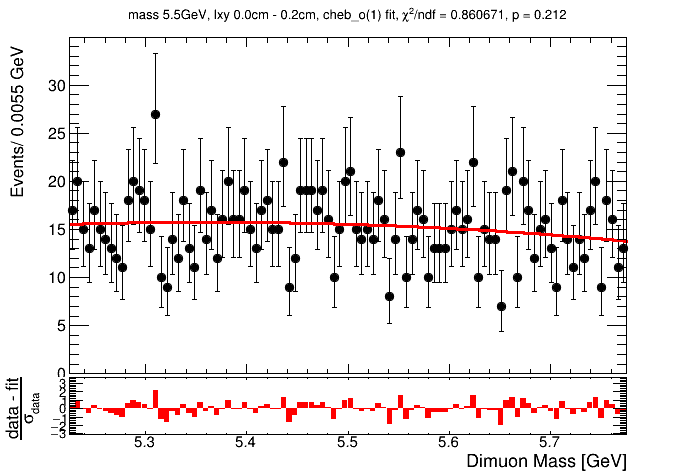 mass 5.5GeV, lxy 0.0cm - 0.2cm, cheb_o(1) fit, χ²/ndf = 0.860671, p = 0.212
Events/ 0.0055 GeV
30
25
20
15
10
5
0
data - fit
σdata
3
2
1
0
−1
−2
−3
5.3 5.4 5.5 5.6 5.7
Dimuon Mass [GeV]